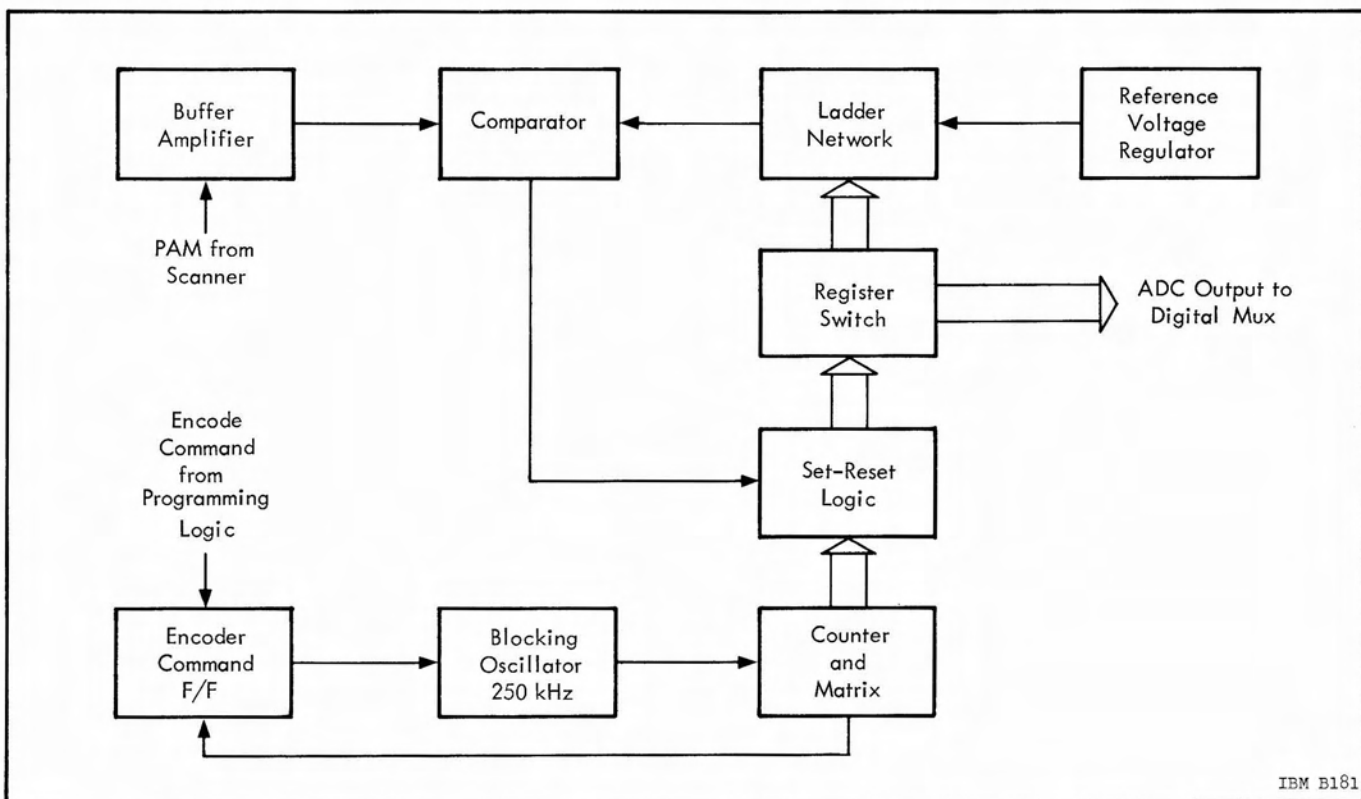 Buffer
Amplifier
Comparator
Ladder
Network
Reference
Voltage
Regulator
PAM from
Scanner
Register
Switch
ADC Output to
Digital Mux
Encode
Command
from
Programming
Logic
Set-Reset
Logic
Encoder
Command
F/F
Blocking
Oscillator
250 kHz
Counter
and
Matrix
IBM B181